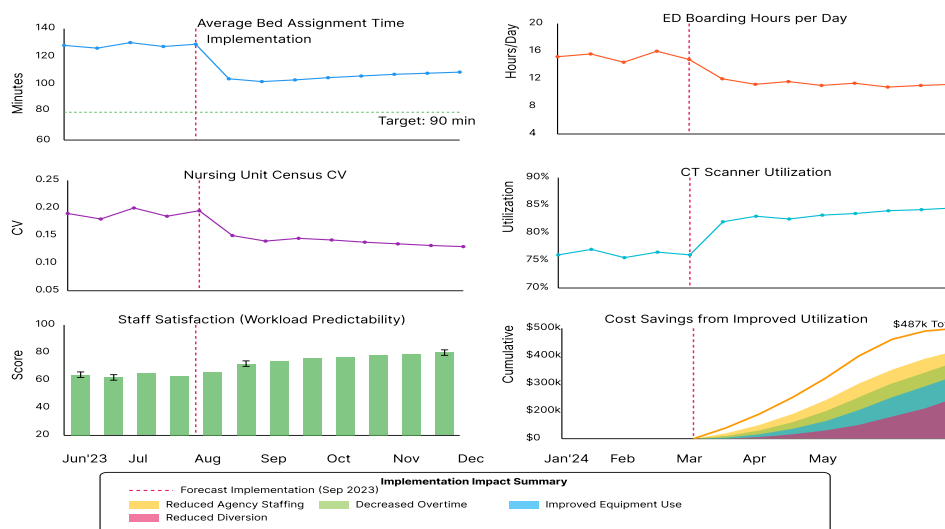 Average Bed Assignment Time
Implementation
Minutes
140
120
100
80
60
Target: 90 min
ED Boarding Hours per Day
Hours/Day
20
16
12
8
4
Nursing Unit Census CV
CV
0.25
0.20
0.15
0.10
0.05
CT Scanner Utilization
Utilization
90%
85%
80%
75%
70%
Staff Satisfaction (Workload Predictability)
Score
100
80
60
40
20
Jun'23 Jul Aug Sep Oct Nov Dec
Cost Savings from Improved Utilization
$487k To
Cumulative
$500k
$400k
$300k
$200k
$0
Jan'24 Feb Mar Apr May
Implementation Impact Summary
Forecast Implementation (Sep 2023)
Reduced Agency Staffing Decreased Overtime Improved Equipment Use
Reduced Diversion